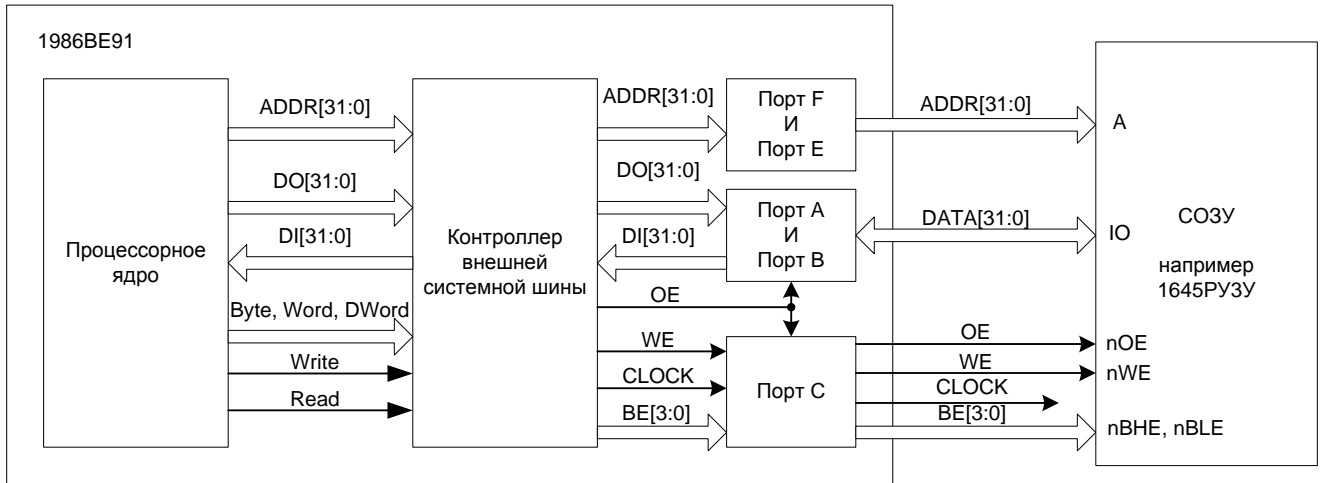 1986BE91
Процессорное
ядро
ADDR[31:0]
DO[31:0]
DI[31:0]
Byte, Word, DWord
Write
Read
Контроллер
внешней
системной шины
ADDR[31:0]
DO[31:0]
DI[31:0]
OE
WE
CLOCK
BE[3:0]
Порт F
И
Порт E
Порт A
И
Порт B
Порт C
ADDR[31:0]
DATA[31:0]
OE
WE
CLOCK
BE[3:0]
A
IO
nOE
nWE
nBHE, nBLE
СОЗУ
например
1645РУ3У